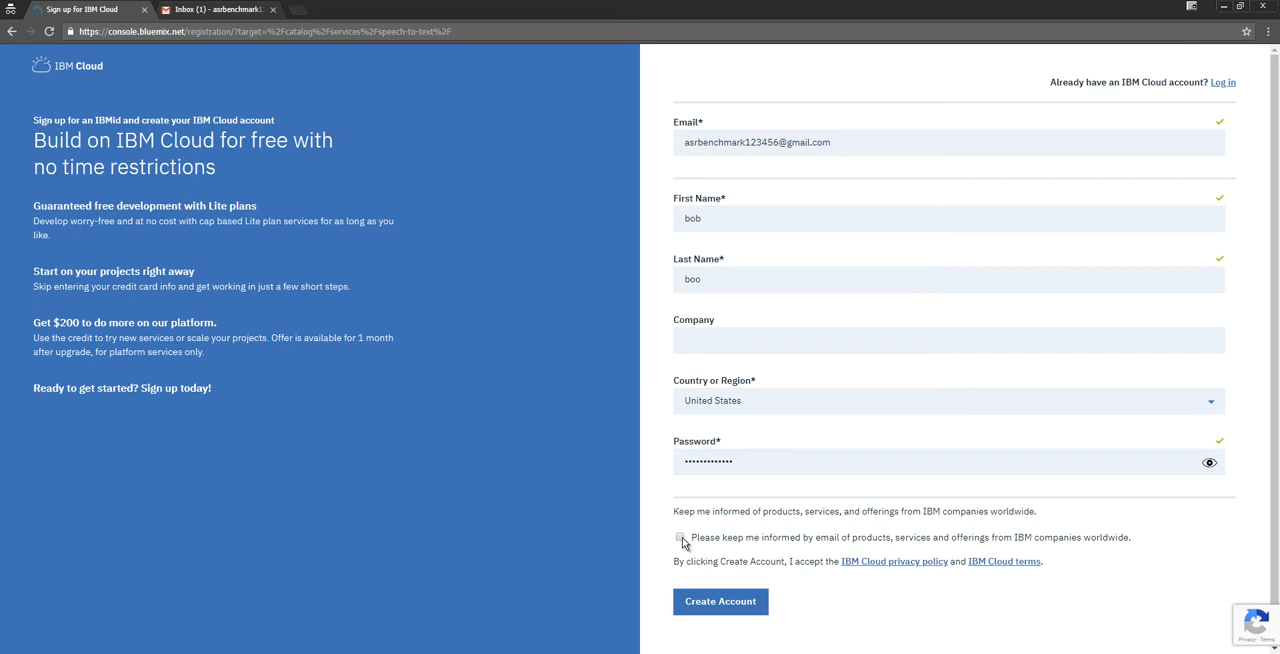 Sign up for IBM Cloud
Inbox (1) - asrbenchmark1
https://console.bluemix.net/registration/?target=%2Fcatalog%2Fservices%2Fspeech-to-text%2F
IBM Cloud
Sign up for an IBMid and create your IBM Cloud account
Build on IBM Cloud for free with
no time restrictions
Guaranteed free development with Lite plans
Develop worry-free and at no cost with cap based Lite plan services for as long as you
like.
Start on your projects right away
Skip entering your credit card info and get working in just a few short steps.
Get $200 to do more on our platform.
Use the credit to try new services or scale your projects. Offer is available for 1 month
after upgrade, for platform services only.
Ready to get started? Sign up today!
Already have an IBM Cloud account? Log in
Email*
asrbenchmark123456@gmail.com
First Name*
bob
Last Name*
boo
Company
Country or Region*
United States
Password*
•••••••••••••
Keep me informed of products, services, and offerings from IBM companies worldwide.
Please keep me informed by email of products, services and offerings from IBM companies worldwide.
By clicking Create Account, I accept the IBM Cloud privacy policy and IBM Cloud terms.
Create Account
Privacy - Terms